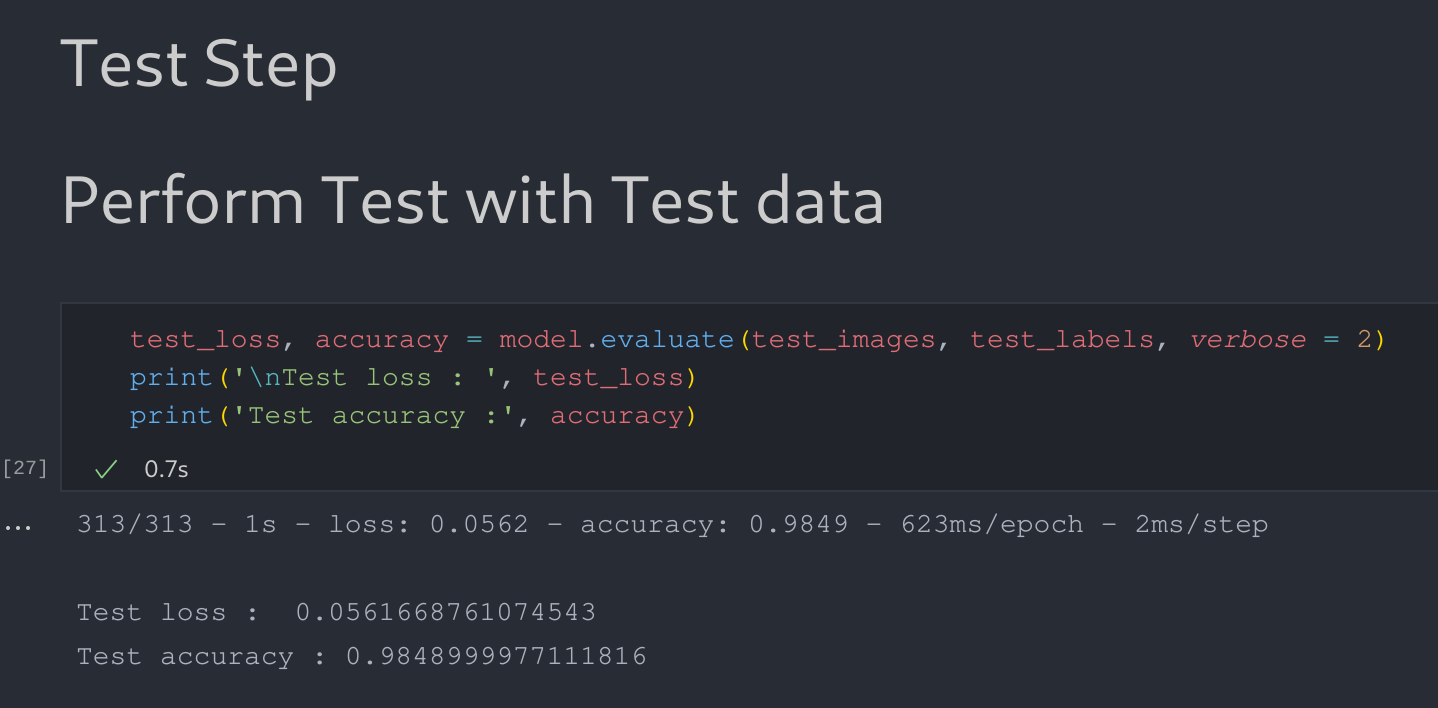 Test Step
Perform Test with Test data
test_loss, accuracy = model.evaluate(test_images, test_labels, verbose = 2)
print('\nTest loss : ', test_loss)
print('Test accuracy :', accuracy)
[27] ✓ 0.7s
... 313/313 - 1s - loss: 0.0562 - accuracy: 0.9849 - 623ms/epoch - 2ms/step
Test loss :  0.0561668761074543
Test accuracy : 0.9848999977111816